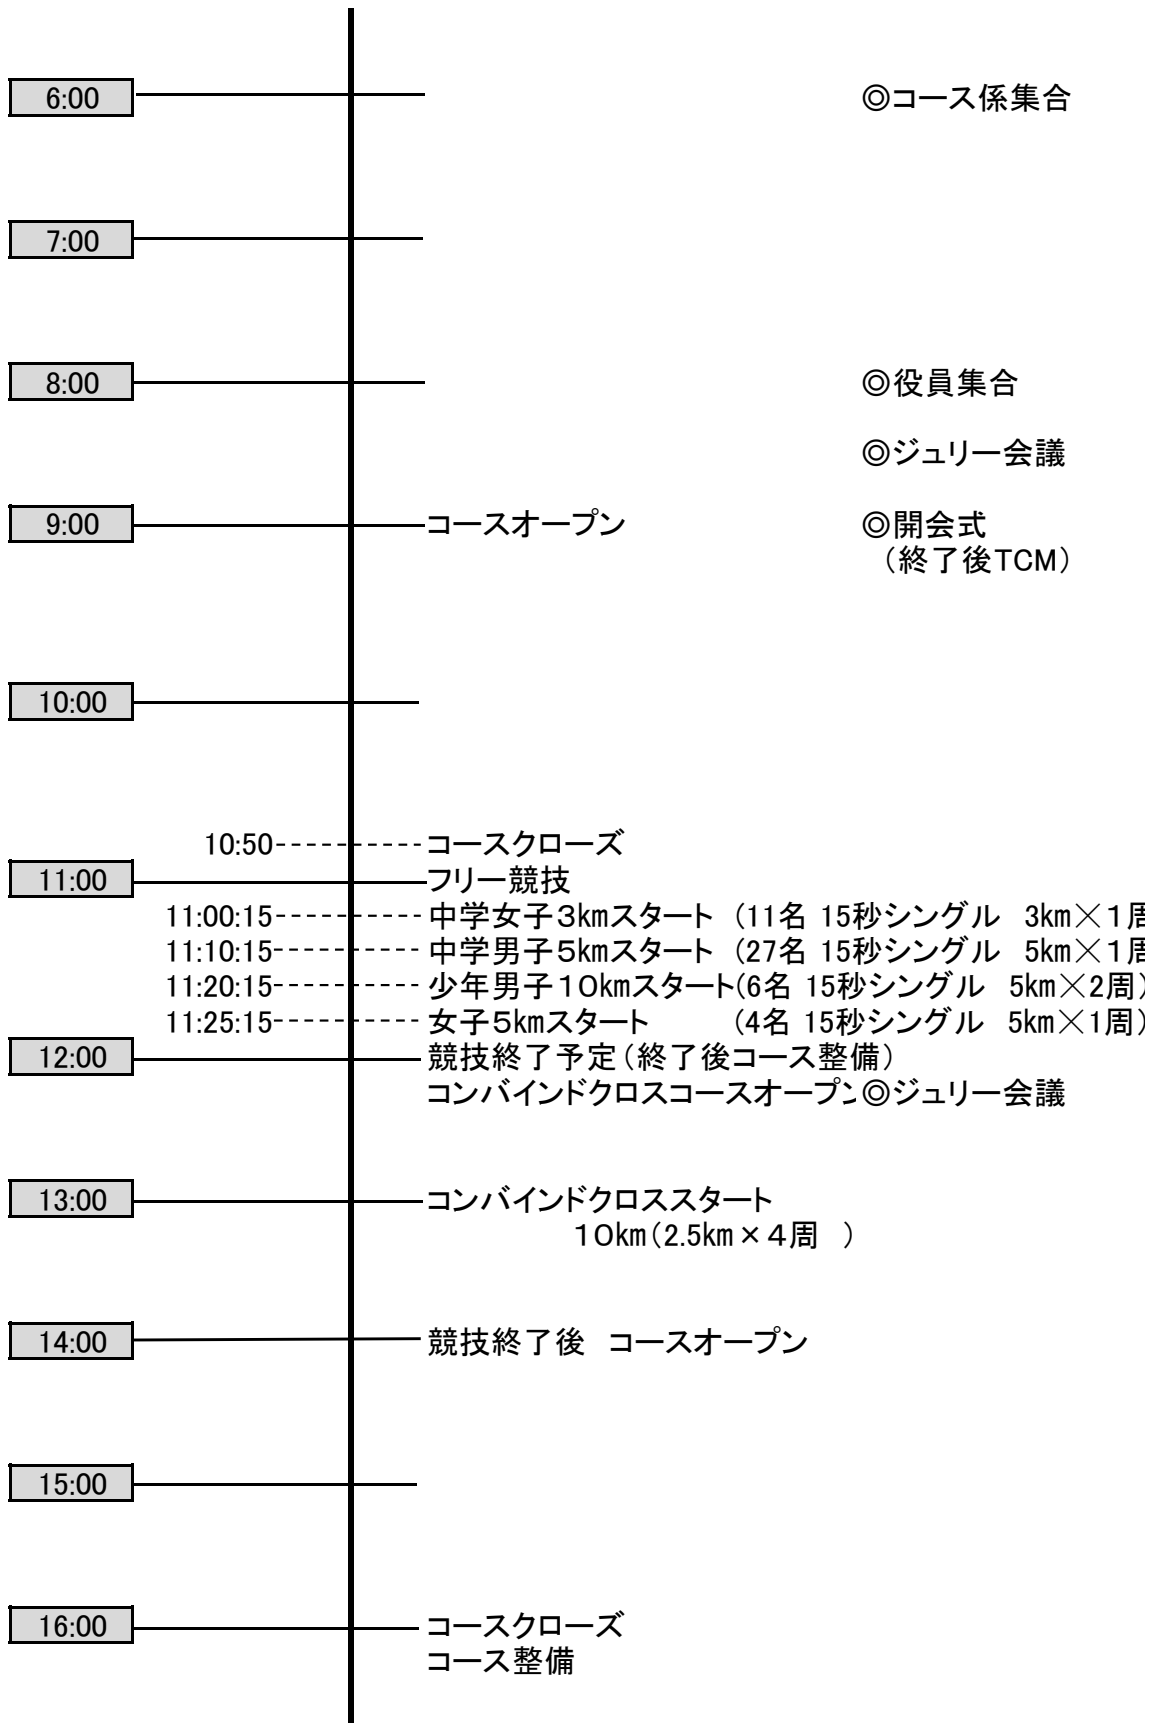 6:00 ◎コース係集合
7:00
8:00 ◎役員集合
◎ジュリー会議
9:00 コースオープン ◎開会式
（終了後TCM）
10:00
10:50 コースクローズ
11:00 フリー競技
11:00:15 中学女子３kmスタート （11名 15秒シングル 3km×１周
11:10:15 中学男子５kmスタート （27名 15秒シングル 5km×１周
11:20:15 少年男子１０kmスタート（6名 15秒シングル 5km×2周）
11:25:15 女子５kmスタート （4名 15秒シングル 5km×1周）
12:00 競技終了予定（終了後コース整備）
コンバインドクロスコースオープン ◎ジュリー会議
13:00 コンバインドクロススタート
１０km（2.5km×４周 ）
14:00 競技終了後 コースオープン
15:00
16:00 コースクローズ
コース整備